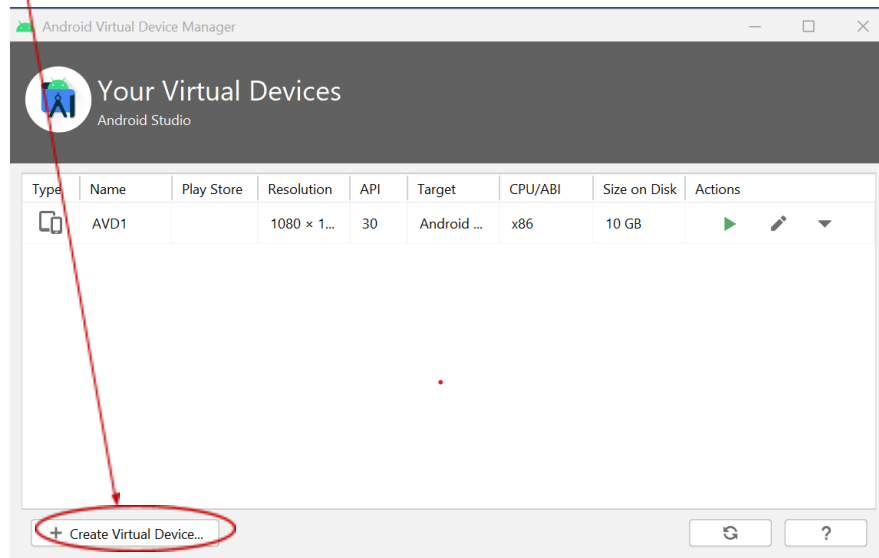 Android Virtual Device Manager
Your Virtual Devices
Android Studio
Type Name Play Store Resolution API Target CPU/ABI Size on Disk Actions
AVD1 1080 × 1... 30 Android ... x86 10 GB
+ Create Virtual Device... ?